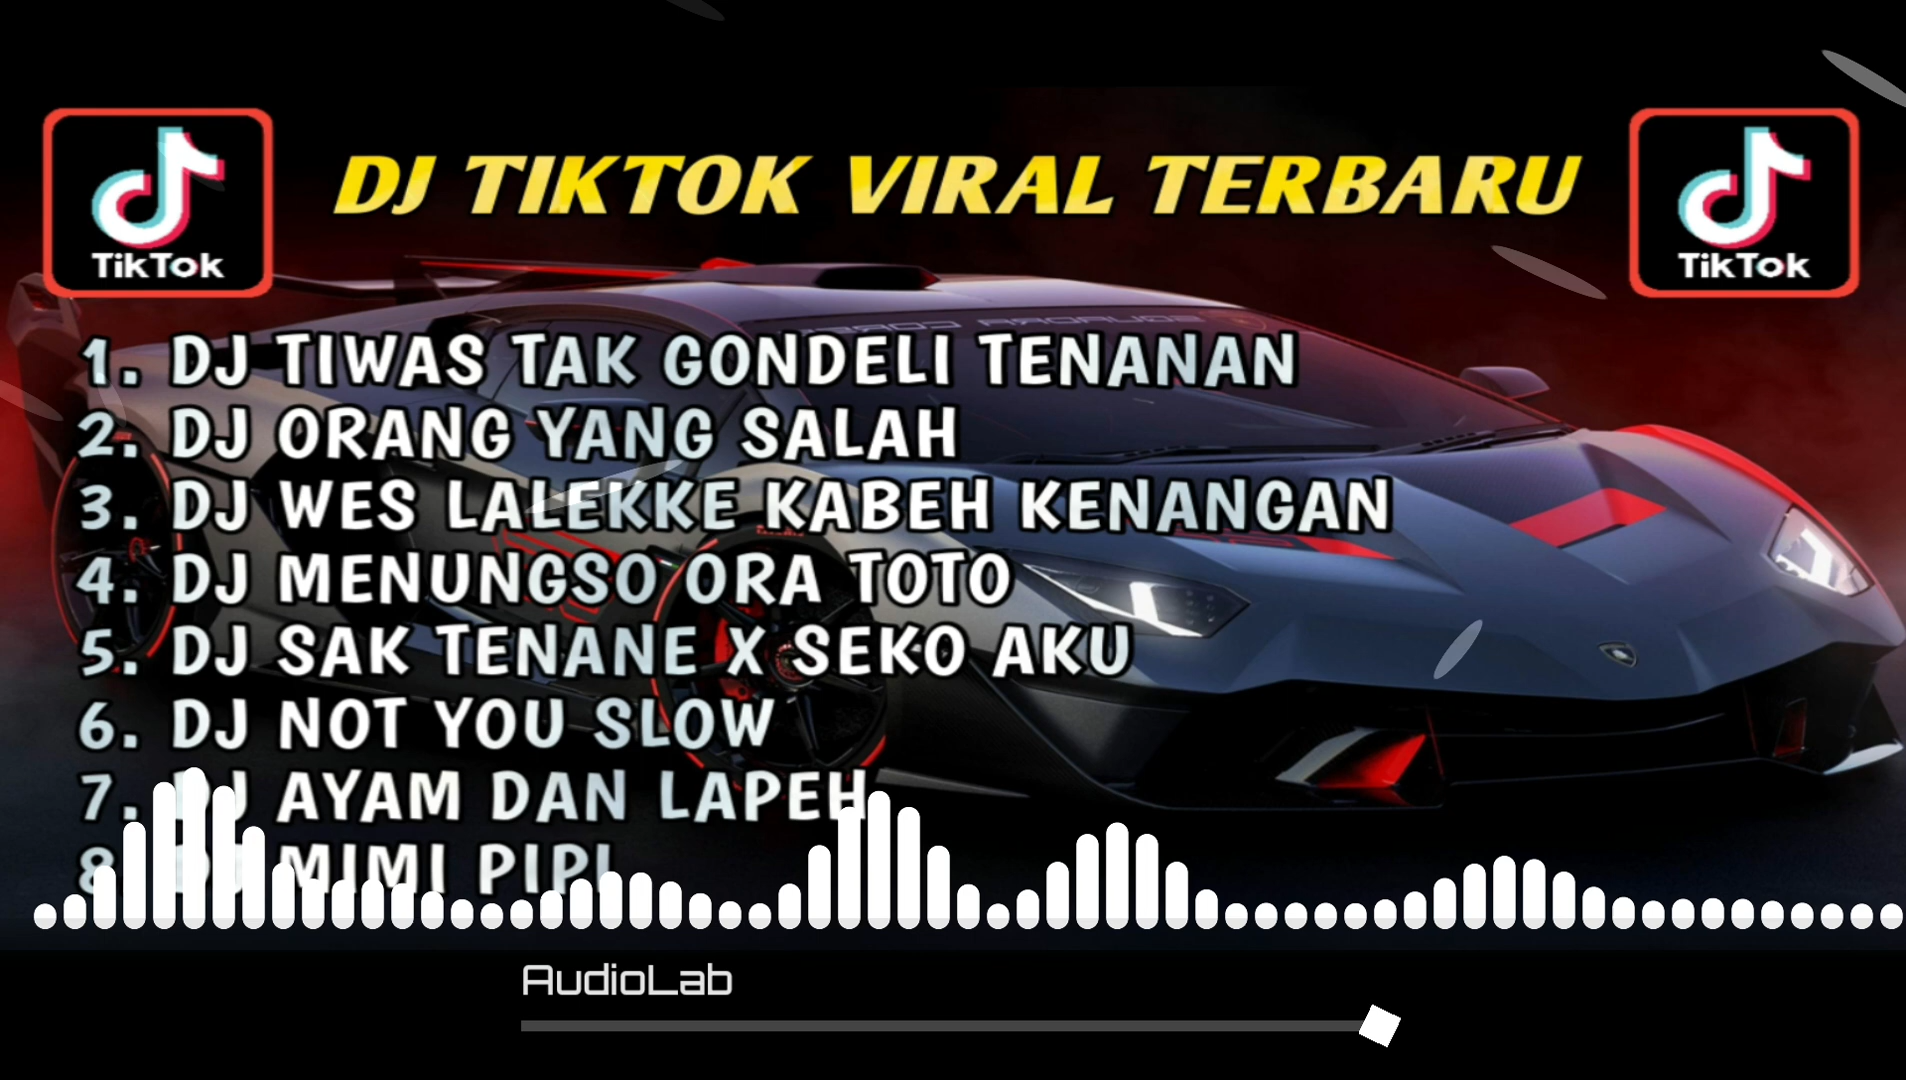 DJ TIKTOK VIRAL TERBARU
TikTok
TikTok
1. DJ TIWAS TAK GONDELI TENANAN
2. DJ ORANG YANG SALAH
3. DJ WES LALEKKE KABEH KENANGAN
4. DJ MENUNGSO ORA TOTO
5. DJ SAK TENANE X SEKO AKU
6. DJ NOT YOU SLOW
7. DJ AYAM DAN LAPEH
8. DJ MIMI PIPI
AudioLab